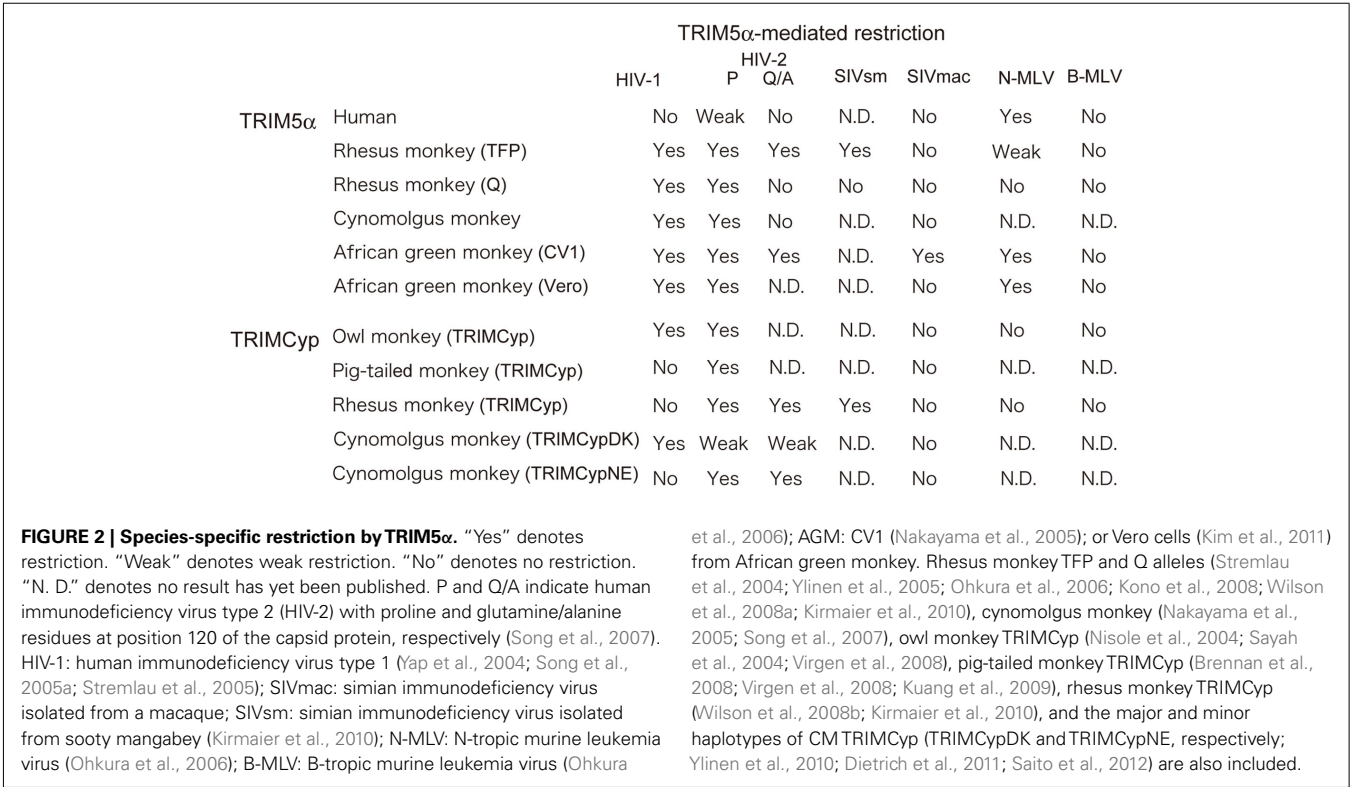 TRIM5α-mediated restriction
HIV-2
HIV-1 P Q/A SIVsm SIVmac N-MLV B-MLV
TRIM5α Human No Weak No N.D. No Yes No
Rhesus monkey (TFP) Yes Yes Yes Yes No Weak No
Rhesus monkey (Q) Yes Yes No No No No No
Cynomolgus monkey Yes Yes No N.D. No N.D. N.D.
African green monkey (CV1) Yes Yes Yes N.D. Yes Yes No
African green monkey (Vero) Yes Yes N.D. N.D. No Yes No
TRIMCyp Owl monkey (TRIMCyp) Yes Yes N.D. N.D. No No No
Pig-tailed monkey (TRIMCyp) No Yes N.D. N.D. No N.D. N.D.
Rhesus monkey (TRIMCyp) No Yes Yes Yes No No No
Cynomolgus monkey (TRIMCypDK) Yes Weak Weak N.D. No N.D. N.D.
Cynomolgus monkey (TRIMCypNE) No Yes Yes N.D. No N.D. N.D.
FIGURE 2 | Species-specific restriction by TRIM5α. "Yes" denotes
restriction. "Weak" denotes weak restriction. "No" denotes no restriction.
"N. D." denotes no result has yet been published. P and Q/A indicate human
immunodeficiency virus type 2 (HIV-2) with proline and glutamine/alanine
residues at position 120 of the capsid protein, respectively (Song et al., 2007).
HIV-1: human immunodeficiency virus type 1 (Yap et al., 2004; Song et al.,
2005a; Stremlau et al., 2005); SIVmac: simian immunodeficiency virus
isolated from a macaque; SIVsm: simian immunodeficiency virus isolated
from sooty mangabey (Kirmaier et al., 2010); N-MLV: N-tropic murine leukemia
virus (Ohkura et al., 2006); B-MLV: B-tropic murine leukemia virus (Ohkura
et al., 2006); AGM: CV1 (Nakayama et al., 2005); or Vero cells (Kim et al., 2011)
from African green monkey. Rhesus monkey TFP and Q alleles (Stremlau
et al., 2004; Ylinen et al., 2005; Ohkura et al., 2006; Kono et al., 2008; Wilson
et al., 2008a; Kirmaier et al., 2010), cynomolgus monkey (Nakayama et al.,
2005; Song et al., 2007), owl monkey TRIMCyp (Nisole et al., 2004; Sayah
et al., 2004; Virgen et al., 2008), pig-tailed monkey TRIMCyp (Brennan et al.,
2008; Virgen et al., 2008; Kuang et al., 2009), rhesus monkey TRIMCyp
(Wilson et al., 2008b; Kirmaier et al., 2010), and the major and minor
haplotypes of CM TRIMCyp (TRIMCypDK and TRIMCypNE, respectively;
Ylinen et al., 2010; Dietrich et al., 2011; Saito et al., 2012) are also included.